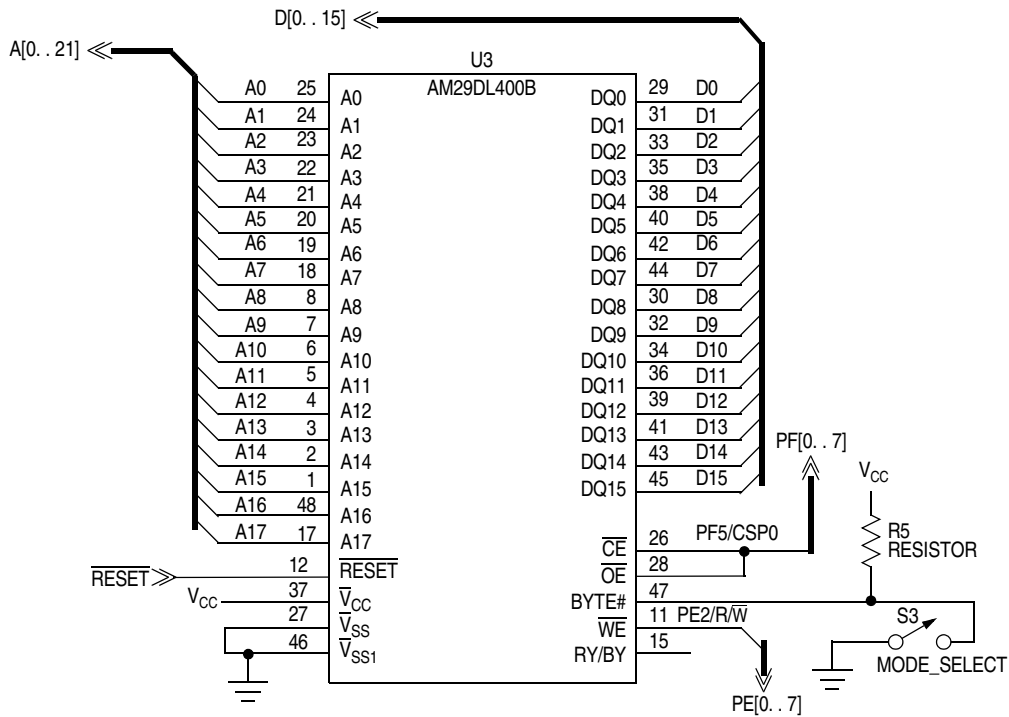 D[0. . 15]
A[0. . 21]
U3
AM29DL400B
A0 25 A0 DQ0 29 D0
A1 24 A1 DQ1 31 D1
A2 23 A2 DQ2 33 D2
A3 22 A3 DQ3 35 D3
A4 21 A4 DQ4 38 D4
A5 20 A5 DQ5 40 D5
A6 19 A6 DQ6 42 D6
A7 18 A7 DQ7 44 D7
A8 8 A8 DQ8 30 D8
A9 7 A9 DQ9 32 D9
A10 6 A10 DQ10 34 D10
A11 5 A11 DQ11 36 D11
A12 4 A12 DQ12 39 D12
A13 3 A13 DQ13 41 D13
A14 2 A14 DQ14 43 D14
A15 1 A15 DQ15 45 D15
A16 48 A16
A17 17 A17
PF[0. . 7]
VCC
R5
RESISTOR
CE 26 PF5/CSP0
RESET 12 RESET OE 28
VCC 37 VCC BYTE# 47
27 VSS WE 11 PE2/R/W
46 VSS1 RY/BY 15
S3
MODE_SELECT
PE[0. . 7]